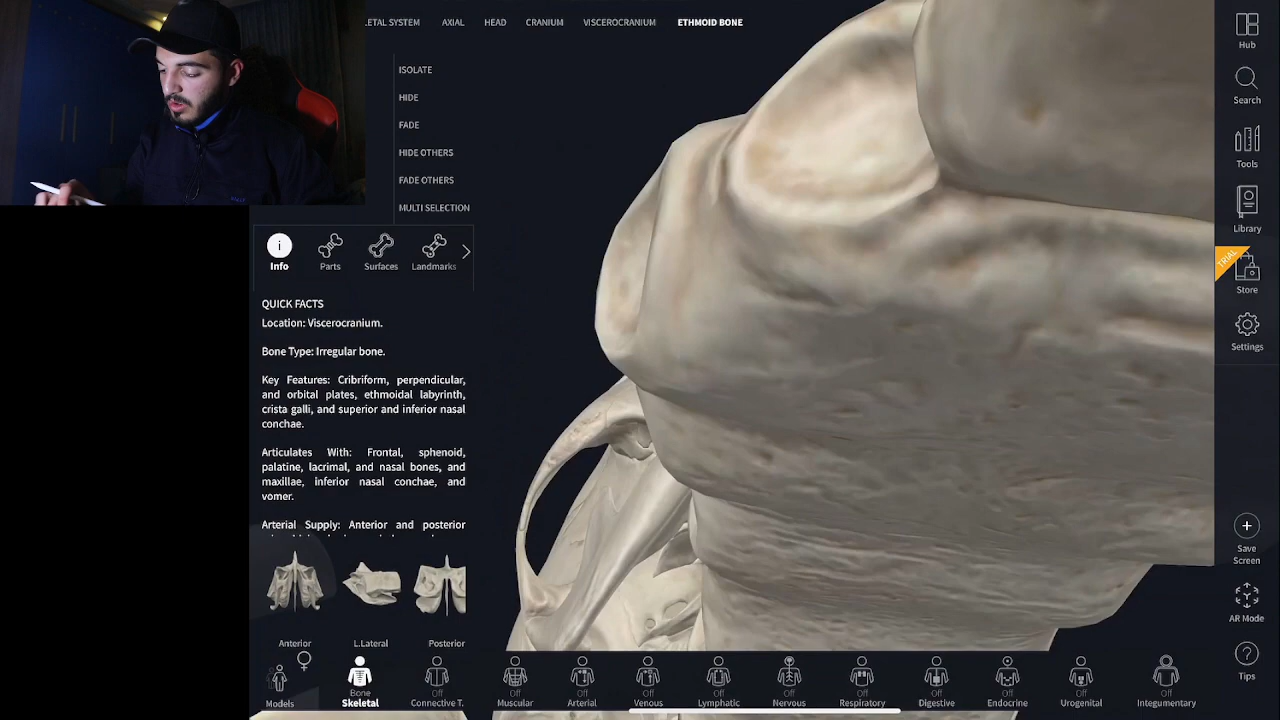 LETAL SYSTEM AXIAL HEAD CRANIUM VISCEROCRANIUM ETHMOID BONE
ISOLATE
HIDE
FADE
HIDE OTHERS
FADE OTHERS
MULTI SELECTION
Info Parts Surfaces Landmarks
QUICK FACTS
Location: Viscerocranium.
Bone Type: Irregular bone.
Key Features: Cribriform, perpendicular,
and orbital plates, ethmoidal labyrinth,
crista galli, and superior and inferior nasal
conchae.
Articulates With: Frontal, sphenoid,
palatine, lacrimal, and nasal bones, and
maxillae, inferior nasal conchae, and
vomer.
Arterial Supply: Anterior and posterior
Anterior L.Lateral Posterior
Models
Bone
Skeletal
Off
Connective T.
Off
Muscular
Off
Arterial
Off
Venous
Off
Lymphatic
Off
Nervous
Off
Respiratory
Off
Digestive
Off
Endocrine
Off
Urogenital
Off
Integumentary
Hub
Search
Tools
Library
TRIAL
Store
Settings
Save
Screen
AR Mode
Tips